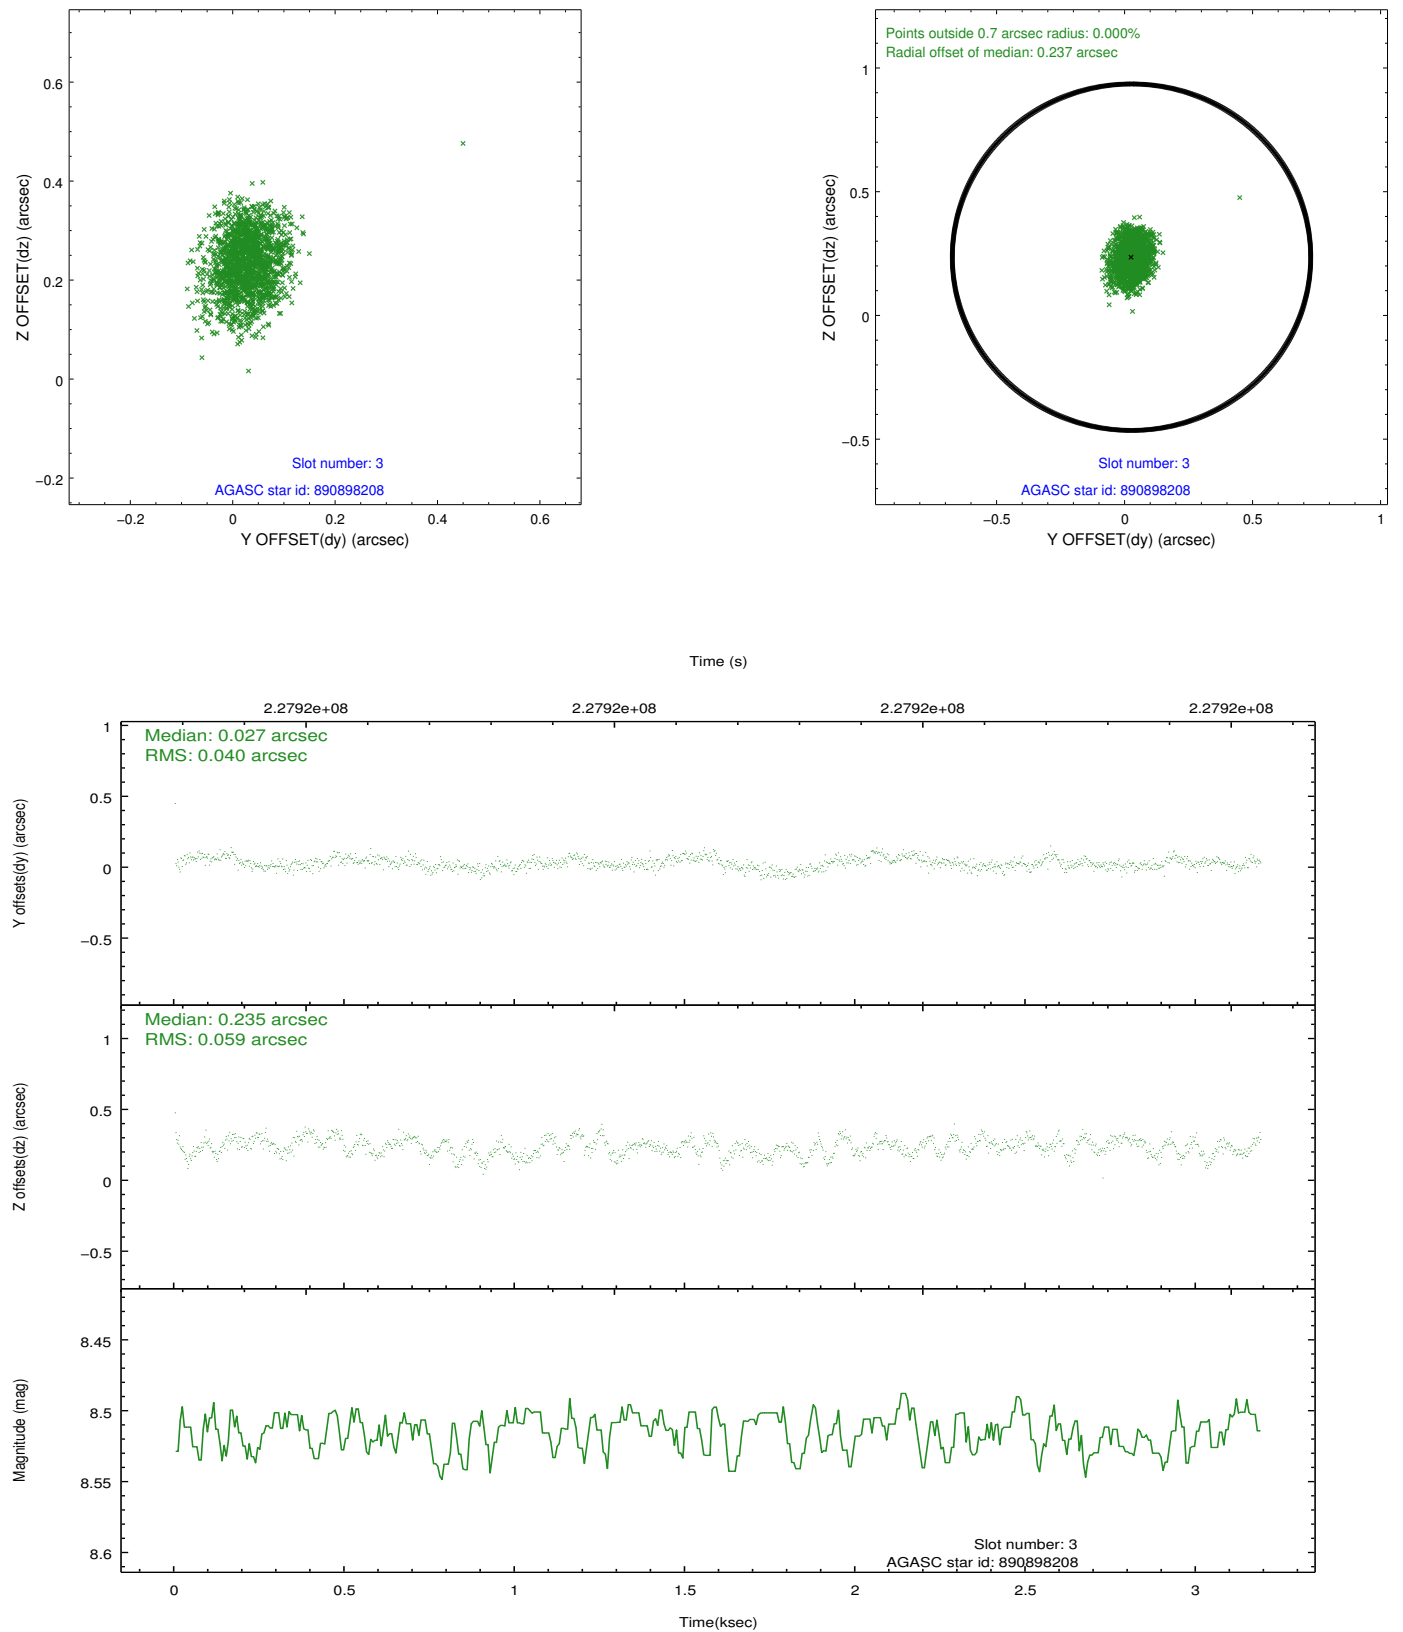 0.6
0.4
0.2
0
−0.2
Z OFFSET(dz) (arcsec)
Slot number: 3
AGASC star id: 890898208
−0.2 0 0.2 0.4 0.6
Y OFFSET(dy) (arcsec)
Points outside 0.7 arcsec radius: 0.000%
Radial offset of median: 0.237 arcsec
1
0.5
0
−0.5
Z OFFSET(dz) (arcsec)
Slot number: 3
AGASC star id: 890898208
−0.5 0 0.5 1
Y OFFSET(dy) (arcsec)
Time (s)
2.2792e+08 2.2792e+08 2.2792e+08 2.2792e+08
Median: 0.027 arcsec
RMS: 0.040 arcsec
1
0.5
0
−0.5
Y offsets(dy) (arcsec)
Median: 0.235 arcsec
RMS: 0.059 arcsec
1
0.5
0
−0.5
Z offsets(dz) (arcsec)
8.45
8.5
8.55
8.6
Magnitude (mag)
Slot number: 3
AGASC star id: 890898208
0 0.5 1 1.5 2 2.5 3
Time(ksec)